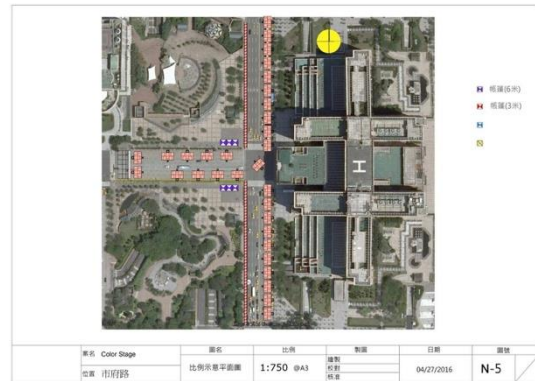 帳篷(6米)
帳篷(3米)
H
案名 Color Stage
位置 市府路
圖名
比例示意平面圖
比例
1:750 @A3
製圖
繪製
校對
核准
日期
04/27/2016
圖號
N-5